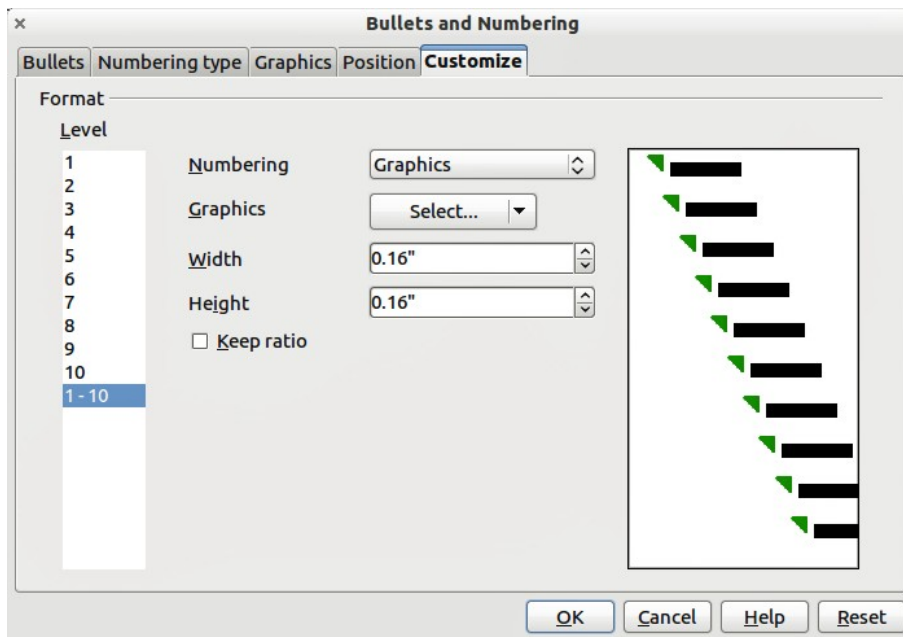 Bullets and Numbering
Bullets Numbering type Graphics Position Customize
Format
Level
1
2
3
4
5
6
7
8
9
10
1 - 10
Numbering Graphics
Graphics Select...
Width 0.16"
Height 0.16"
Keep ratio
OK Cancel Help Reset